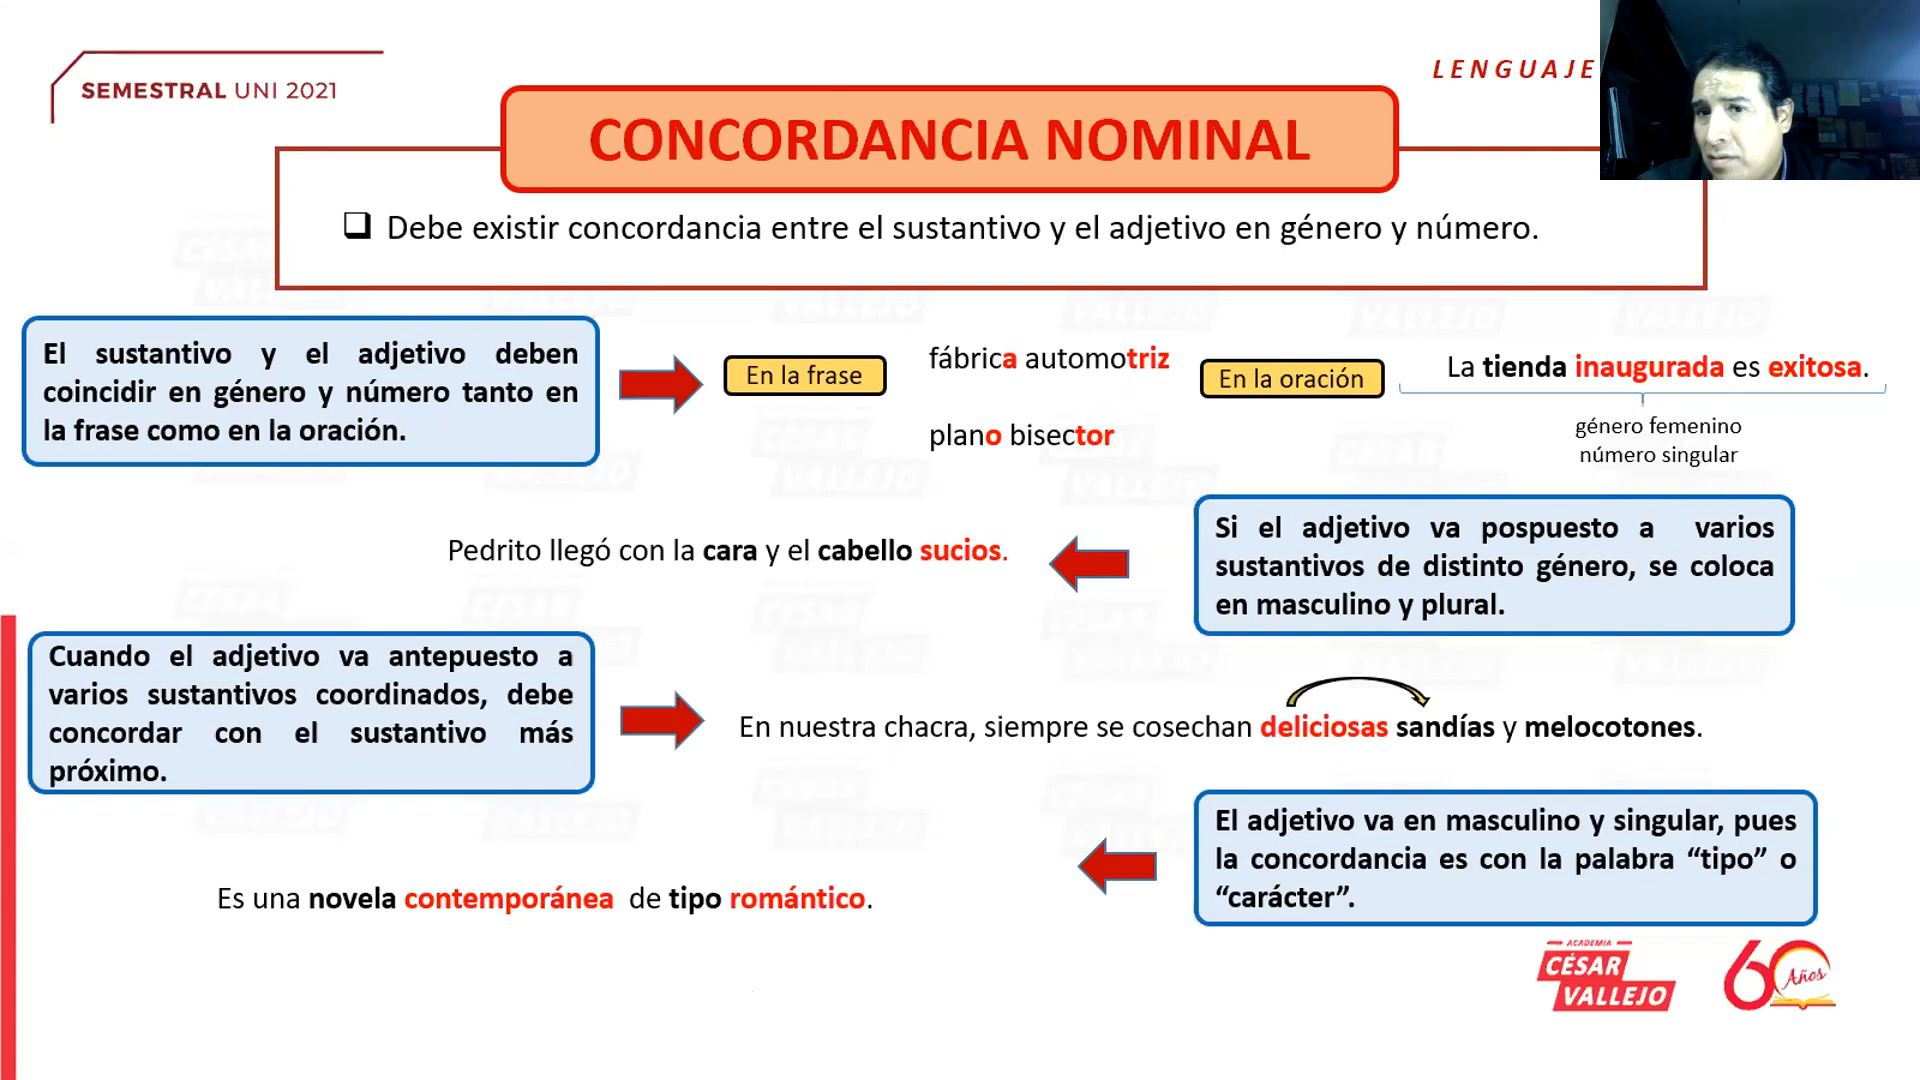 SEMESTRAL UNI 2021
LENGUAJE
CONCORDANCIA NOMINAL
❑ Debe existir concordancia entre el sustantivo y el adjetivo en género y número.
El sustantivo y el adjetivo deben
coincidir en género y número tanto en
la frase como en la oración.
En la frase
fábrica automotriz
plano bisector
En la oración
La tienda inaugurada es exitosa.
género femenino
número singular
Pedrito llegó con la cara y el cabello sucios.
Si el adjetivo va pospuesto a varios
sustantivos de distinto género, se coloca
en masculino y plural.
Cuando el adjetivo va antepuesto a
varios sustantivos coordinados, debe
concordar con el sustantivo más
próximo.
En nuestra chacra, siempre se cosechan deliciosas sandías y melocotones.
Es una novela contemporánea de tipo romántico.
El adjetivo va en masculino y singular, pues
la concordancia es con la palabra “tipo” o
“carácter”.
ACADEMIA
CÉSAR
VALLEJO
60 Años